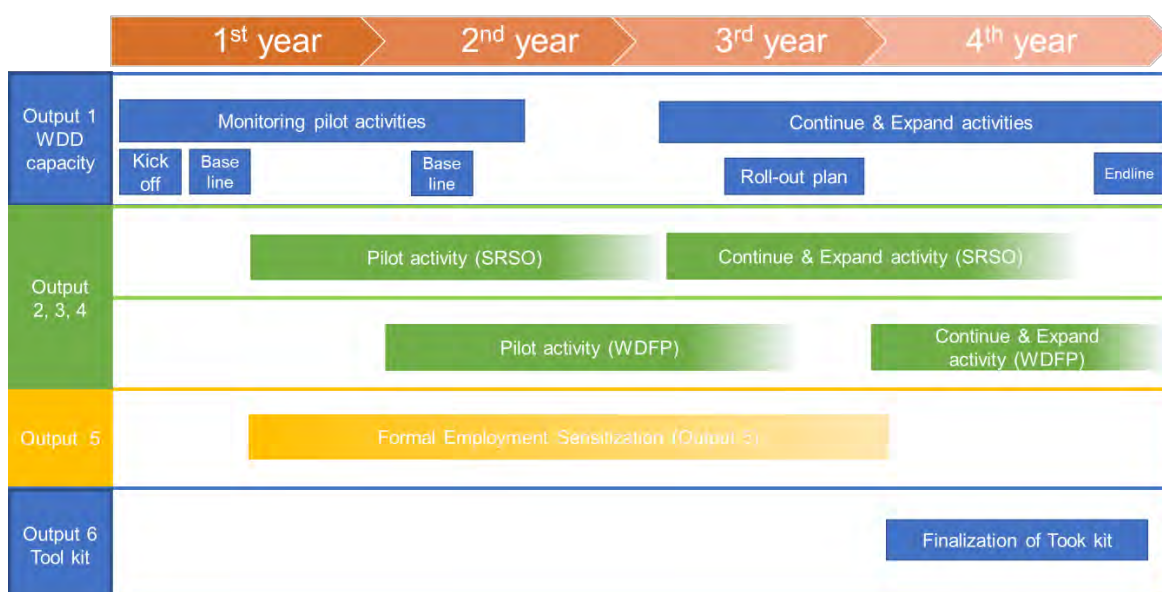 1st year
2nd year
3rd year
4th year
Output 1
WDD
capacity
Monitoring pilot activities
Continue & Expand activities
Kick
off
Base
line
Base
line
Roll-out plan
Endline
Output
2, 3, 4
Pilot activity (SRSO)
Continue & Expand activity (SRSO)
Pilot activity (WDFP)
Continue & Expand
activity (WDFP)
Output 5
Formal Employment Sensitization (Output 5)
Output 6
Tool kit
Finalization of Took kit